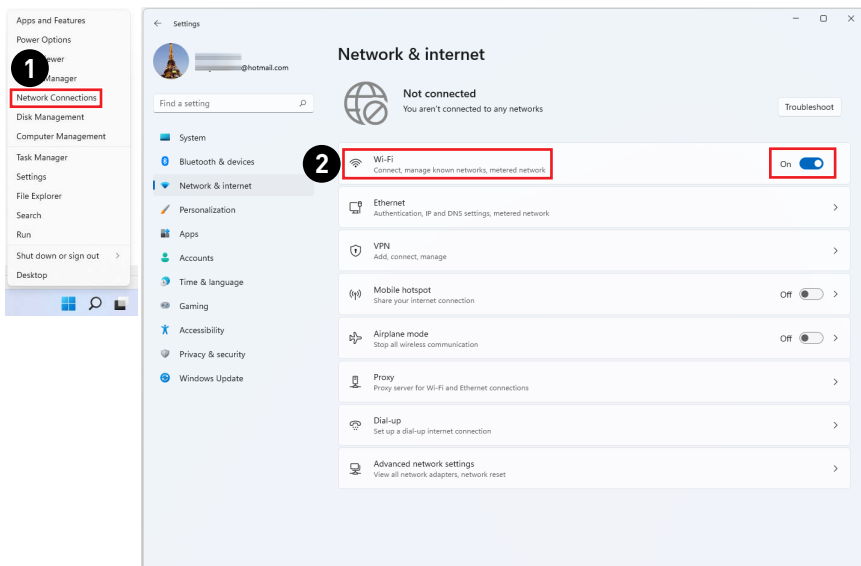 Apps and Features
Power Options
Manager
Network Connections
Disk Management
Computer Management
Task Manager
Settings
File Explorer
Search
Run
Shut down or sign out
Desktop
1
Settings
@hotmail.com
Find a setting
System
Bluetooth & devices
Network & internet
Personalization
Apps
Accounts
Time & language
Gaming
Accessibility
Privacy & security
Windows Update
Network & internet
Not connected
You aren't connected to any networks
Troubleshoot
2
Wi-Fi
Connect, manage known networks, metered network
On
Ethernet
Authentication, IP and DNS settings, metered network
VPN
Add, connect, manage
Mobile hotspot
Share your internet connection
Off
Airplane mode
Stop all wireless communication
Off
Proxy
Proxy server for Wi-Fi and Ethernet connections
Dial-up
Set up a dial-up internet connection
Advanced network settings
View all network adapters, network reset